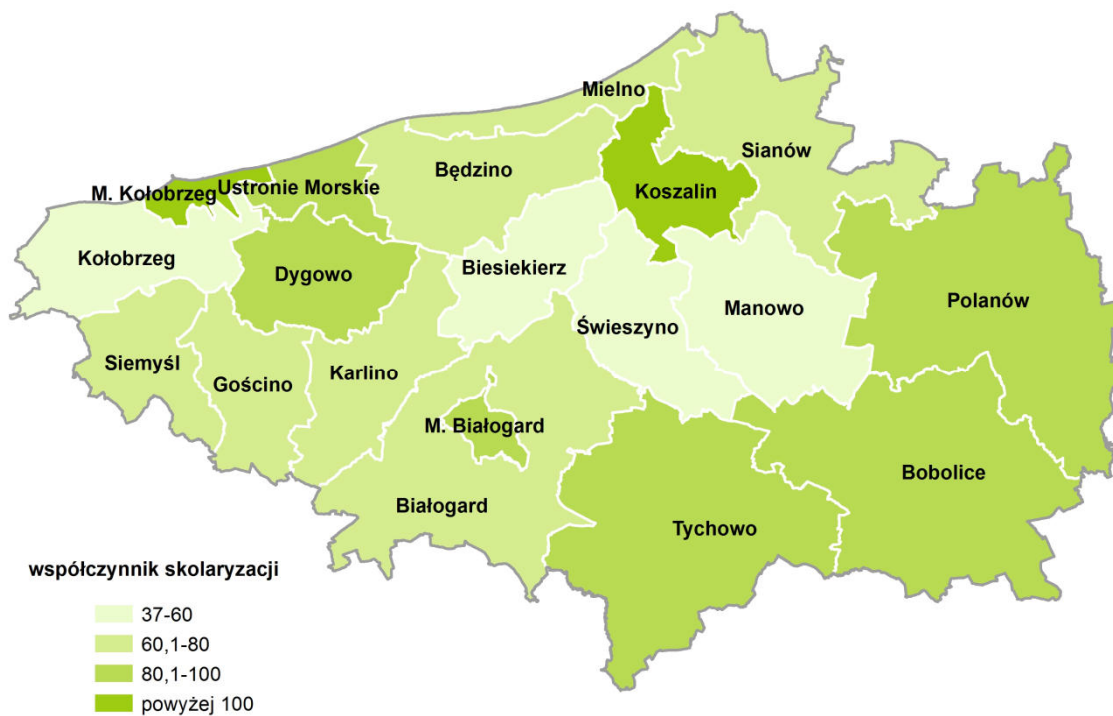 Mielno
Sianów
Będzino
M. Kołobrzeg
Ustronie Morskie
Koszalin
Kołobrzeg
Biesiekierz
Dygowo
Polanów
Manowo
Świeszyno
Siemyśl
Gościno
Karlino
M. Białogard
Bobolice
Białogard
Tychowo
współczynnik skolaryzacji
37-60
60,1-80
80,1-100
powyżej 100